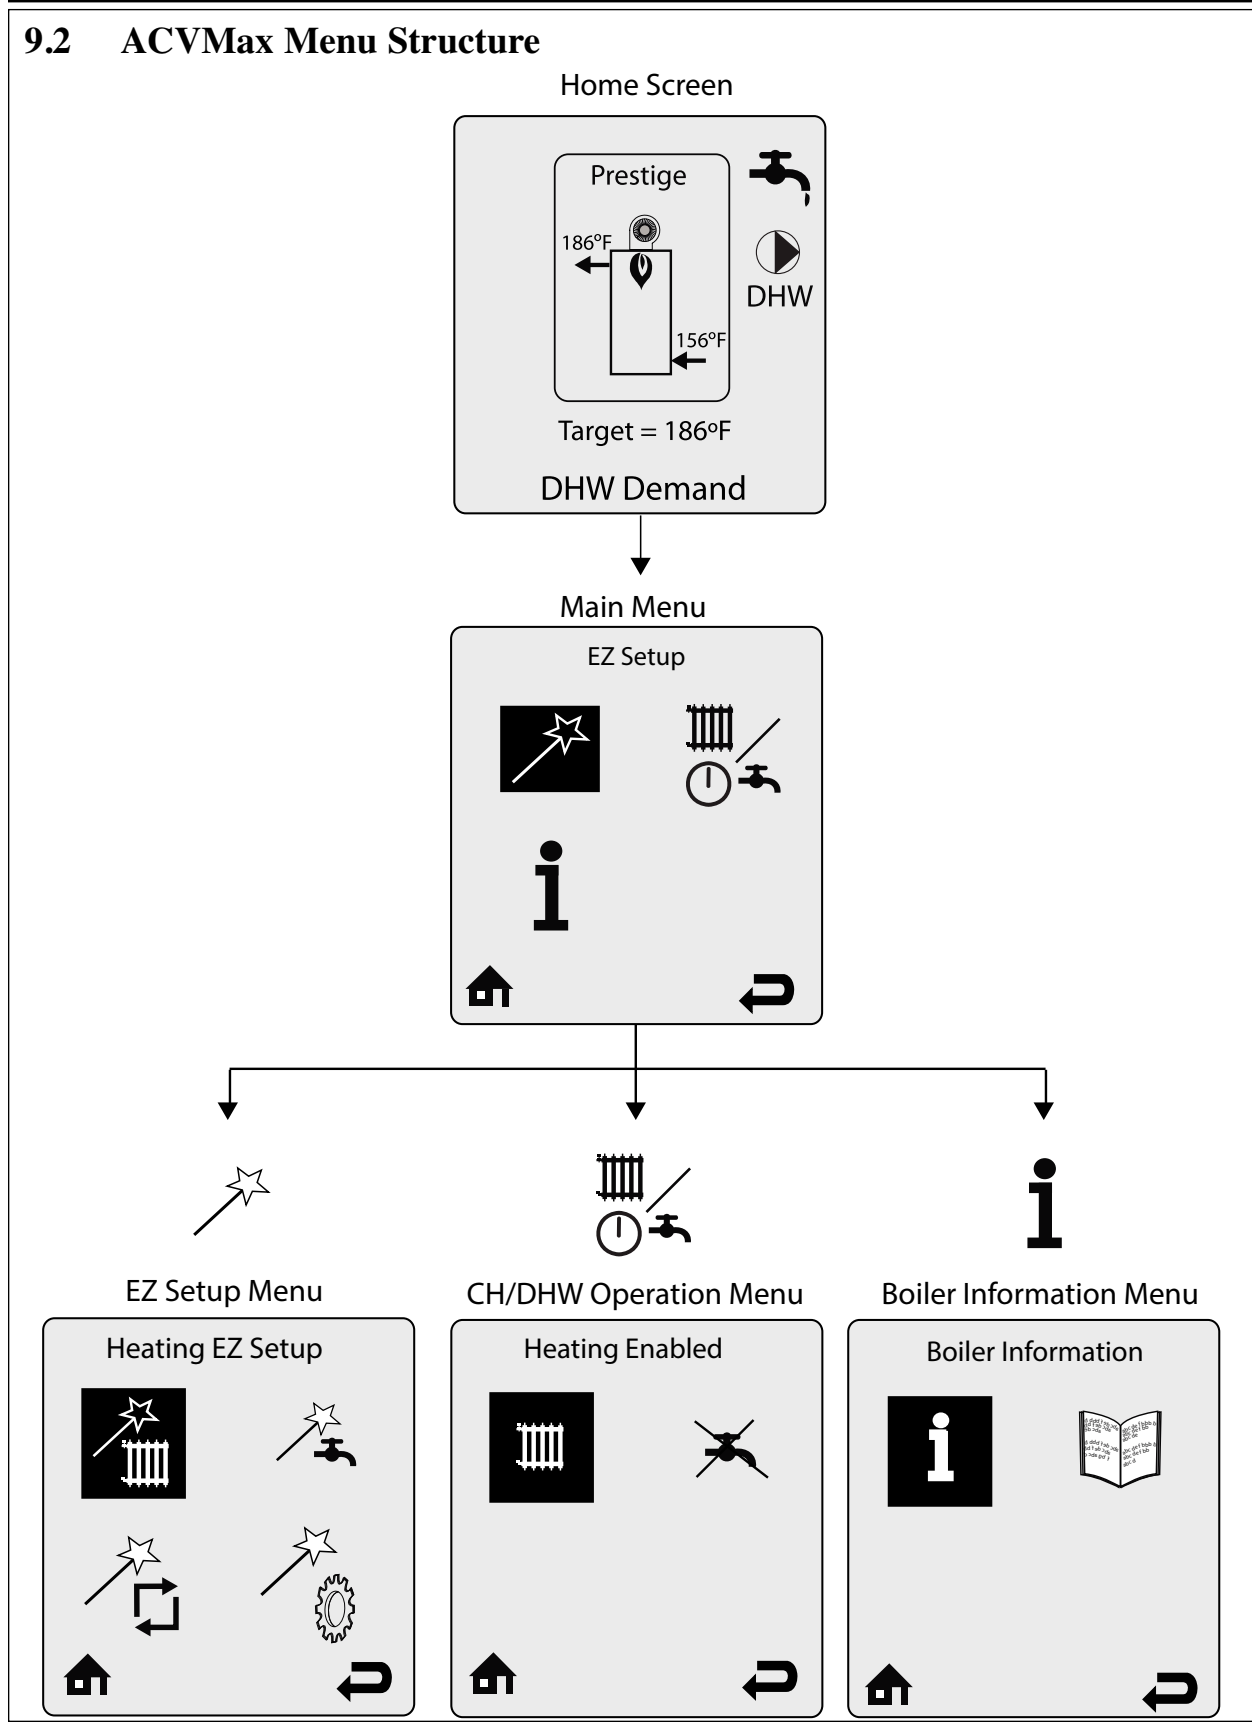 9.2 ACVMax Menu Structure
Home Screen
Prestige
186ºF
156ºF
DHW
Target = 186ºF
DHW Demand
Main Menu
EZ Setup
EZ Setup Menu
CH/DHW Operation Menu
Boiler Information Menu
Heating EZ Setup
Heating Enabled
Boiler Information